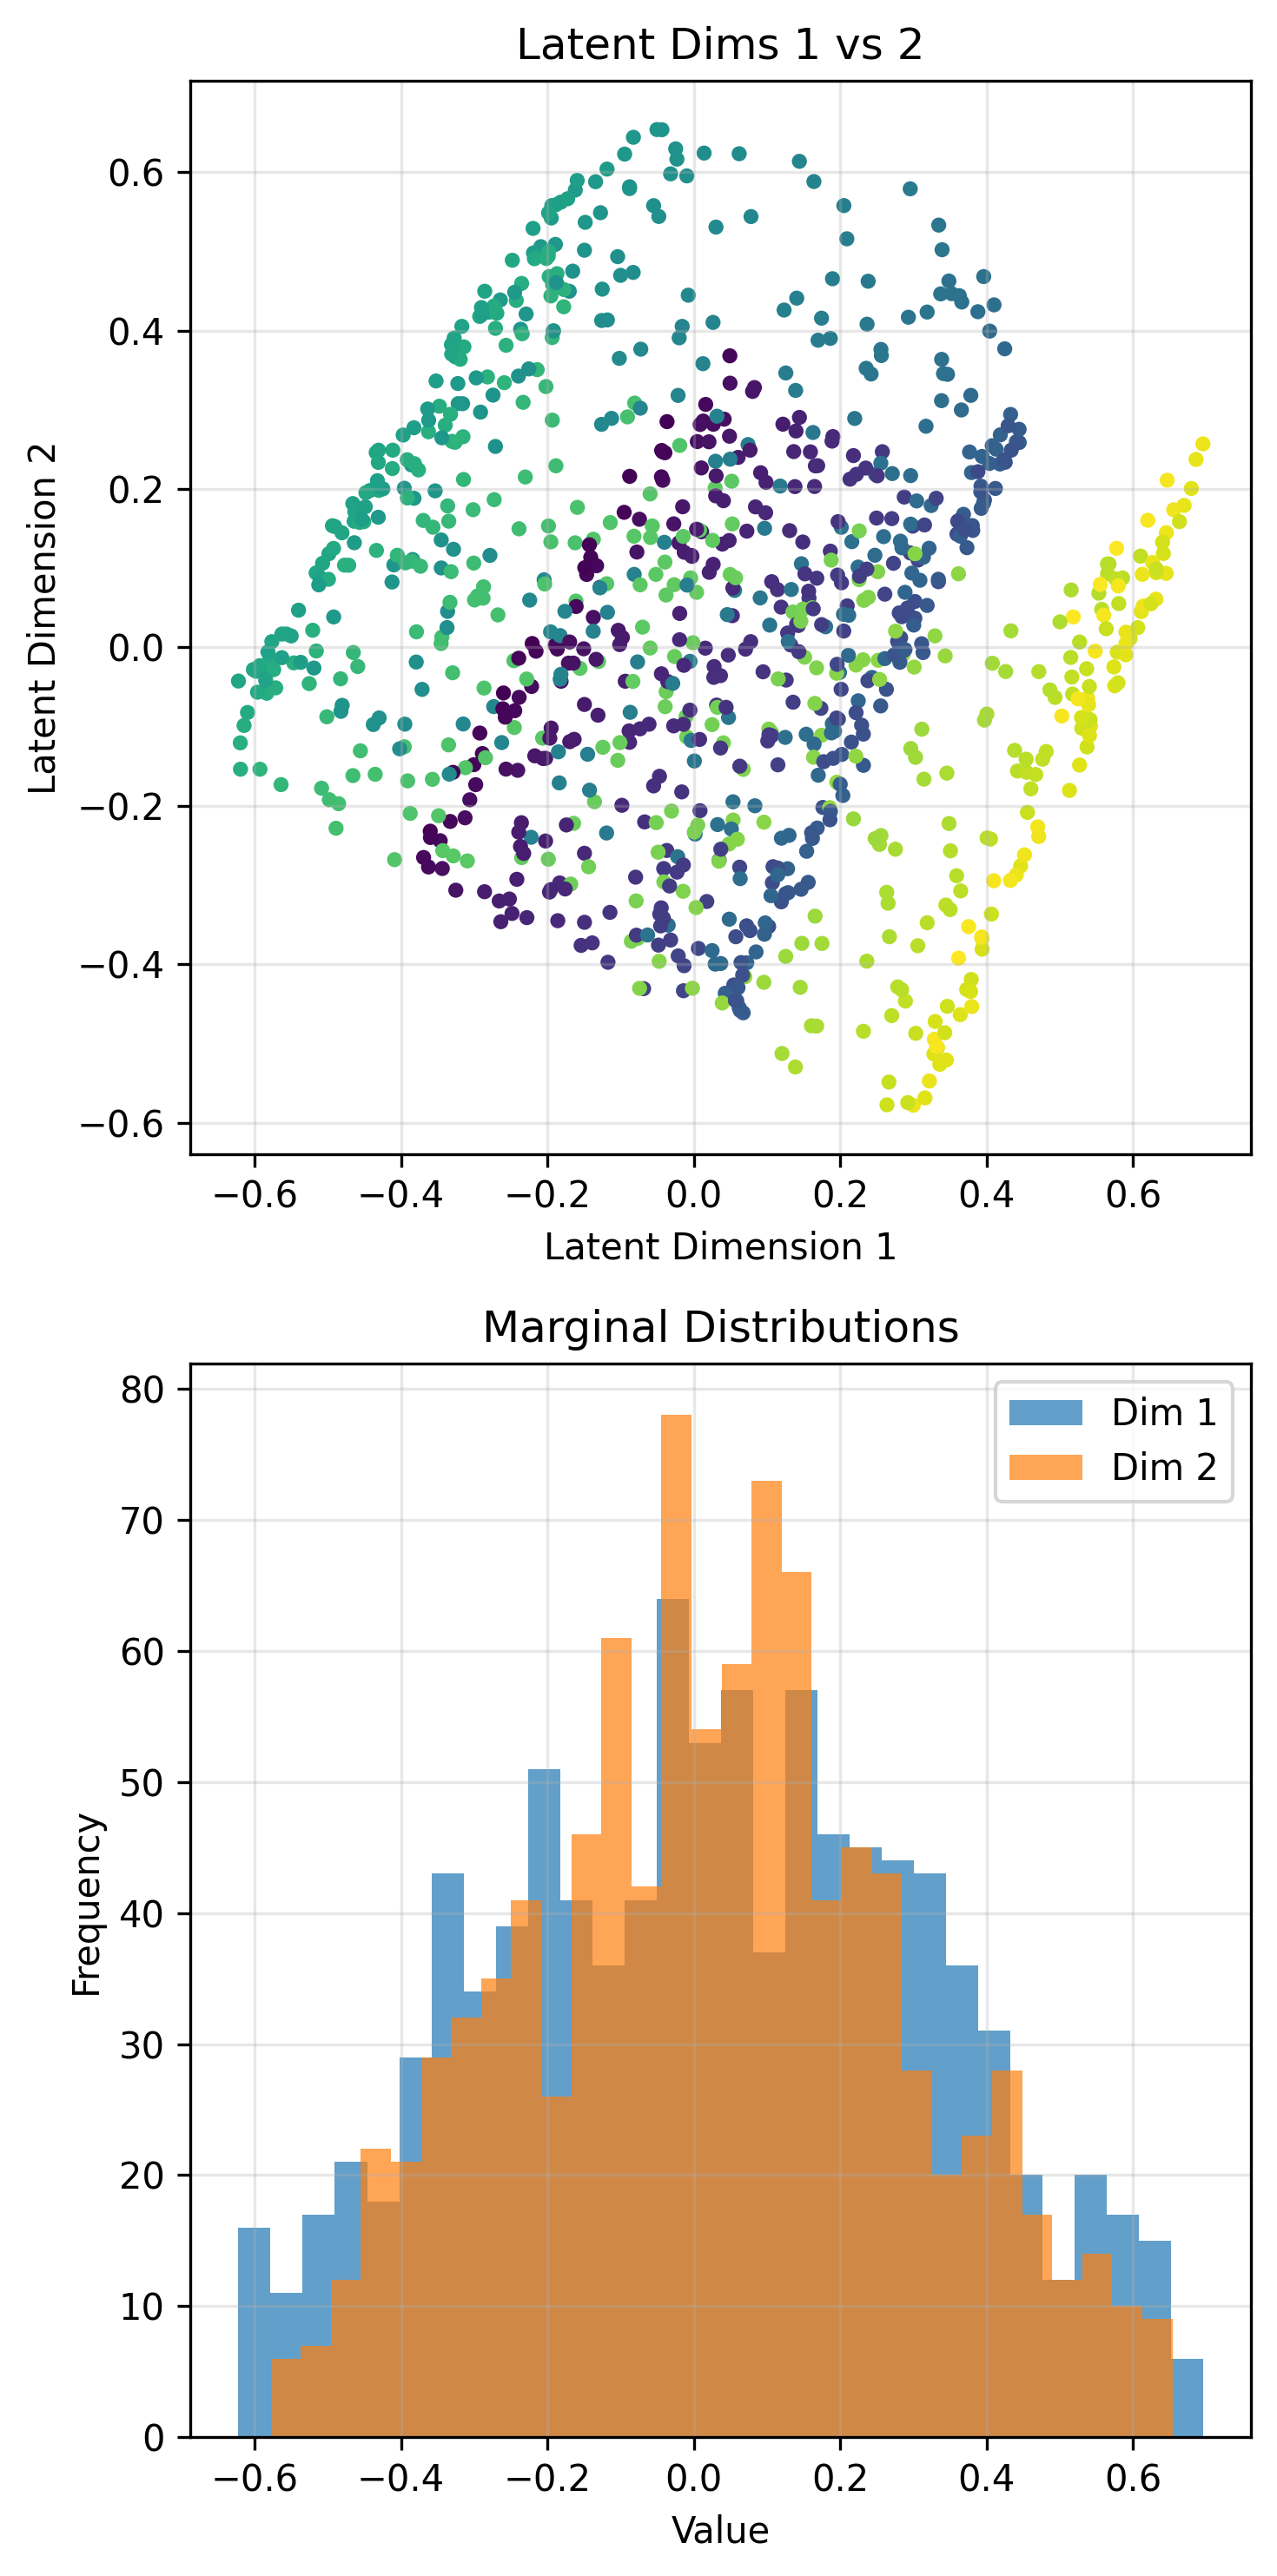 Latent Dims 1 vs 2
0.6
0.4
0.2
0.0
−0.2
−0.4
−0.6
Latent Dimension 2
−0.6 −0.4 −0.2 0.0 0.2 0.4 0.6
Latent Dimension 1
Marginal Distributions
80
70
60
50
40
30
20
10
0
Frequency
Dim 1
Dim 2
−0.6 −0.4 −0.2 0.0 0.2 0.4 0.6
Value